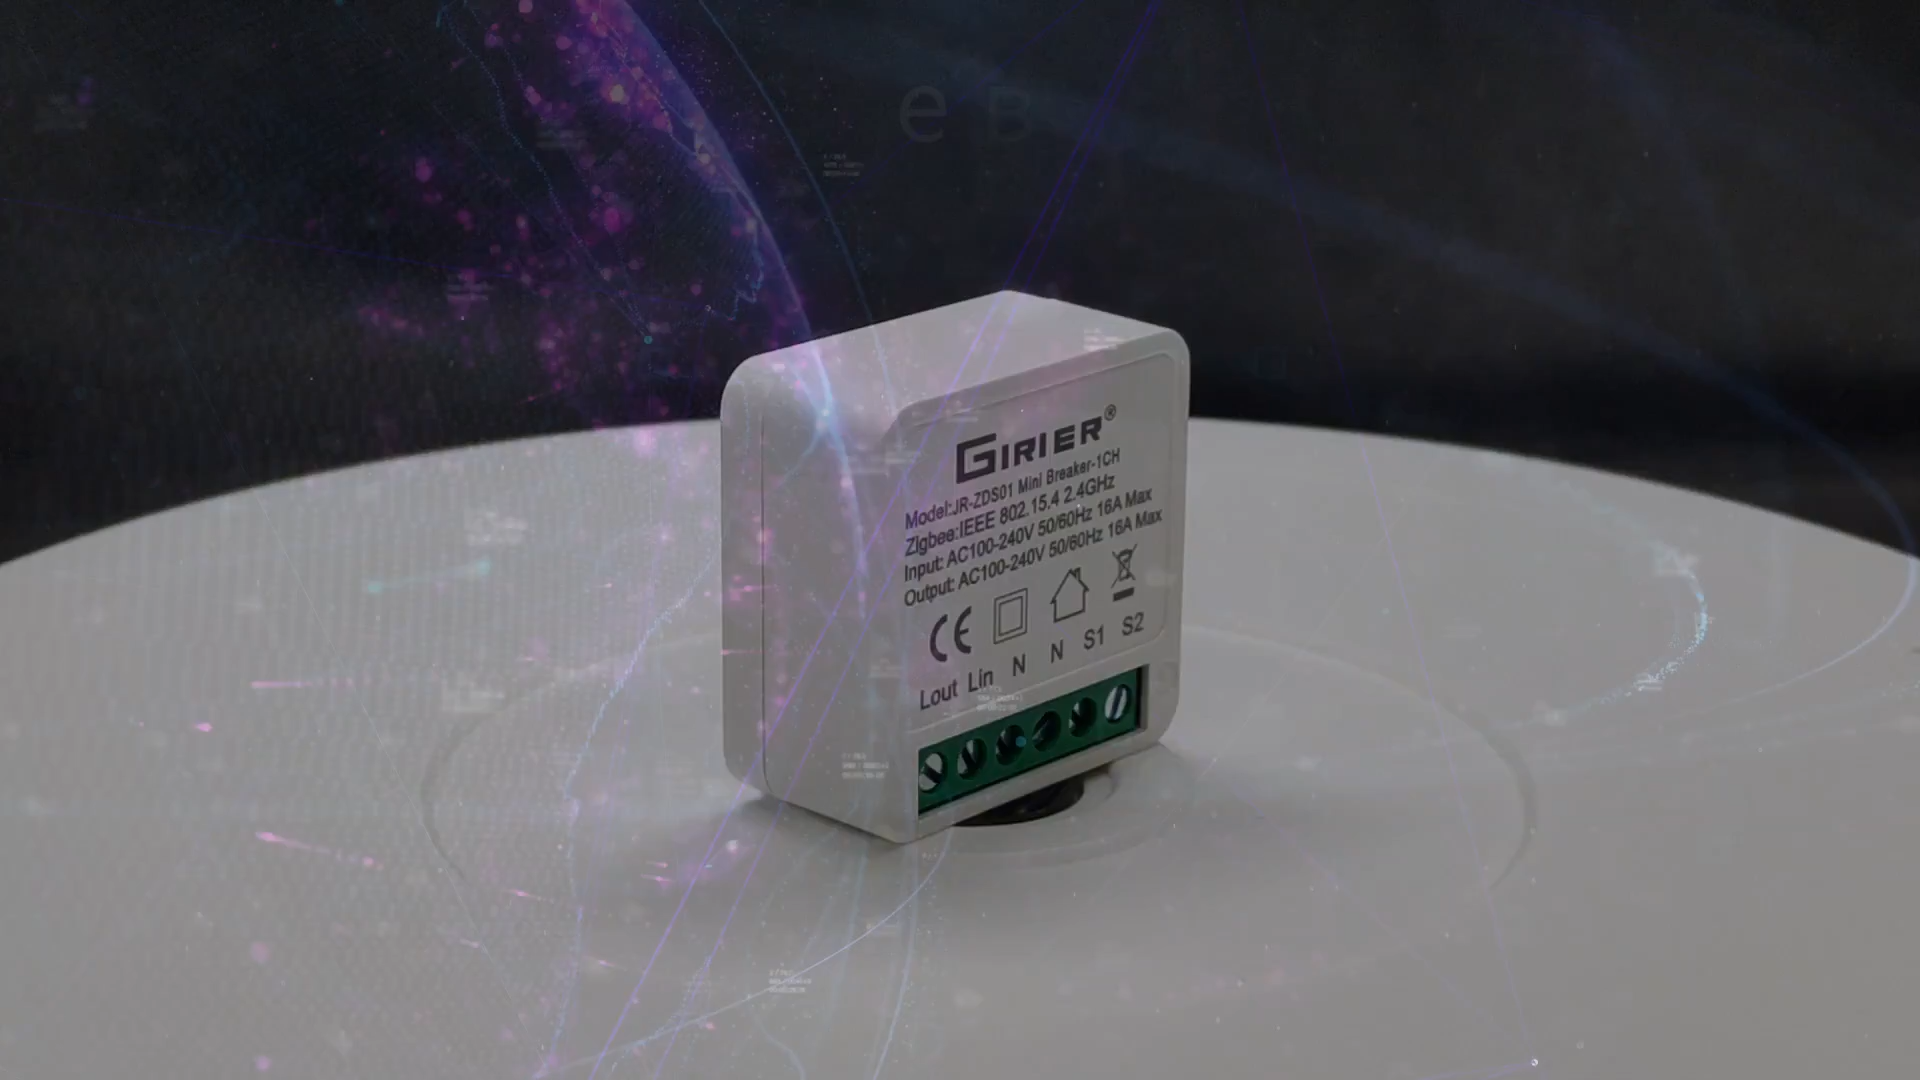 e B
GIRIER®
Model:JR-ZDS01 Mini Breaker-1CH
Zigbee:IEEE 802.15.4 2.4GHz
Input: AC100-240V 50/60Hz 16A Max
Output: AC100-240V 50/60Hz 16A Max
CE
Lout Lin N N S1 S2